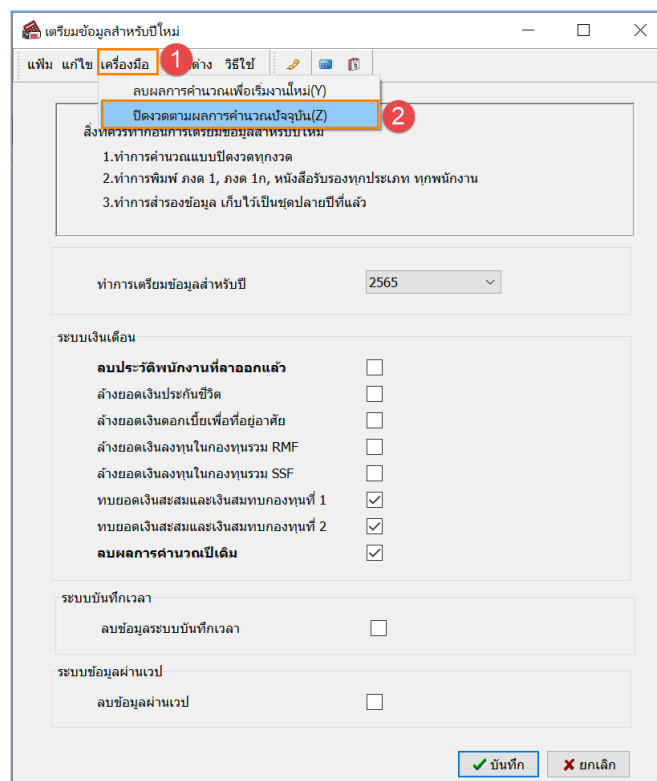 เตรียมข้อมูลสำหรับปีใหม่
แฟ้ม แก้ไข เครื่องมือ 1 ต่าง วิธีใช้
ลบผลการคำนวณเพื่อเริ่มงานใหม่(Y)
ปิดงวดตามผลการคำนวณปัจจุบัน(Z) 2
สิ่งที่ควรทำก่อนการเตรียมข้อมูลสำหรับปีใหม่
1.ทำการคำนวณแบบปิดงวดทุกงวด
2.ทำการพิมพ์ ภงด 1, ภงด 1ก, หนังสือรับรองทุกประเภท ทุกพนักงาน
3.ทำการสำรองข้อมูล เก็บไว้เป็นชุดปลายปีที่แล้ว
ทำการเตรียมข้อมูลสำหรับปี 2565
ระบบเงินเดือน
ลบประวัติพนักงานที่ลาออกแล้ว
ล้างยอดเงินประกันชีวิต
ล้างยอดเงินดอกเบี้ยเพื่อที่อยู่อาศัย
ล้างยอดเงินลงทุนในกองทุนรวม RMF
ล้างยอดเงินลงทุนในกองทุนรวม SSF
ทบยอดเงินสะสมและเงินสมทบกองทุนที่ 1
ทบยอดเงินสะสมและเงินสมทบกองทุนที่ 2
ลบผลการคำนวณปีเดิม
ระบบบันทึกเวลา
ลบข้อมูลระบบบันทึกเวลา
ระบบข้อมูลผ่านเวป
ลบข้อมูลผ่านเวป
บันทึก ยกเลิก